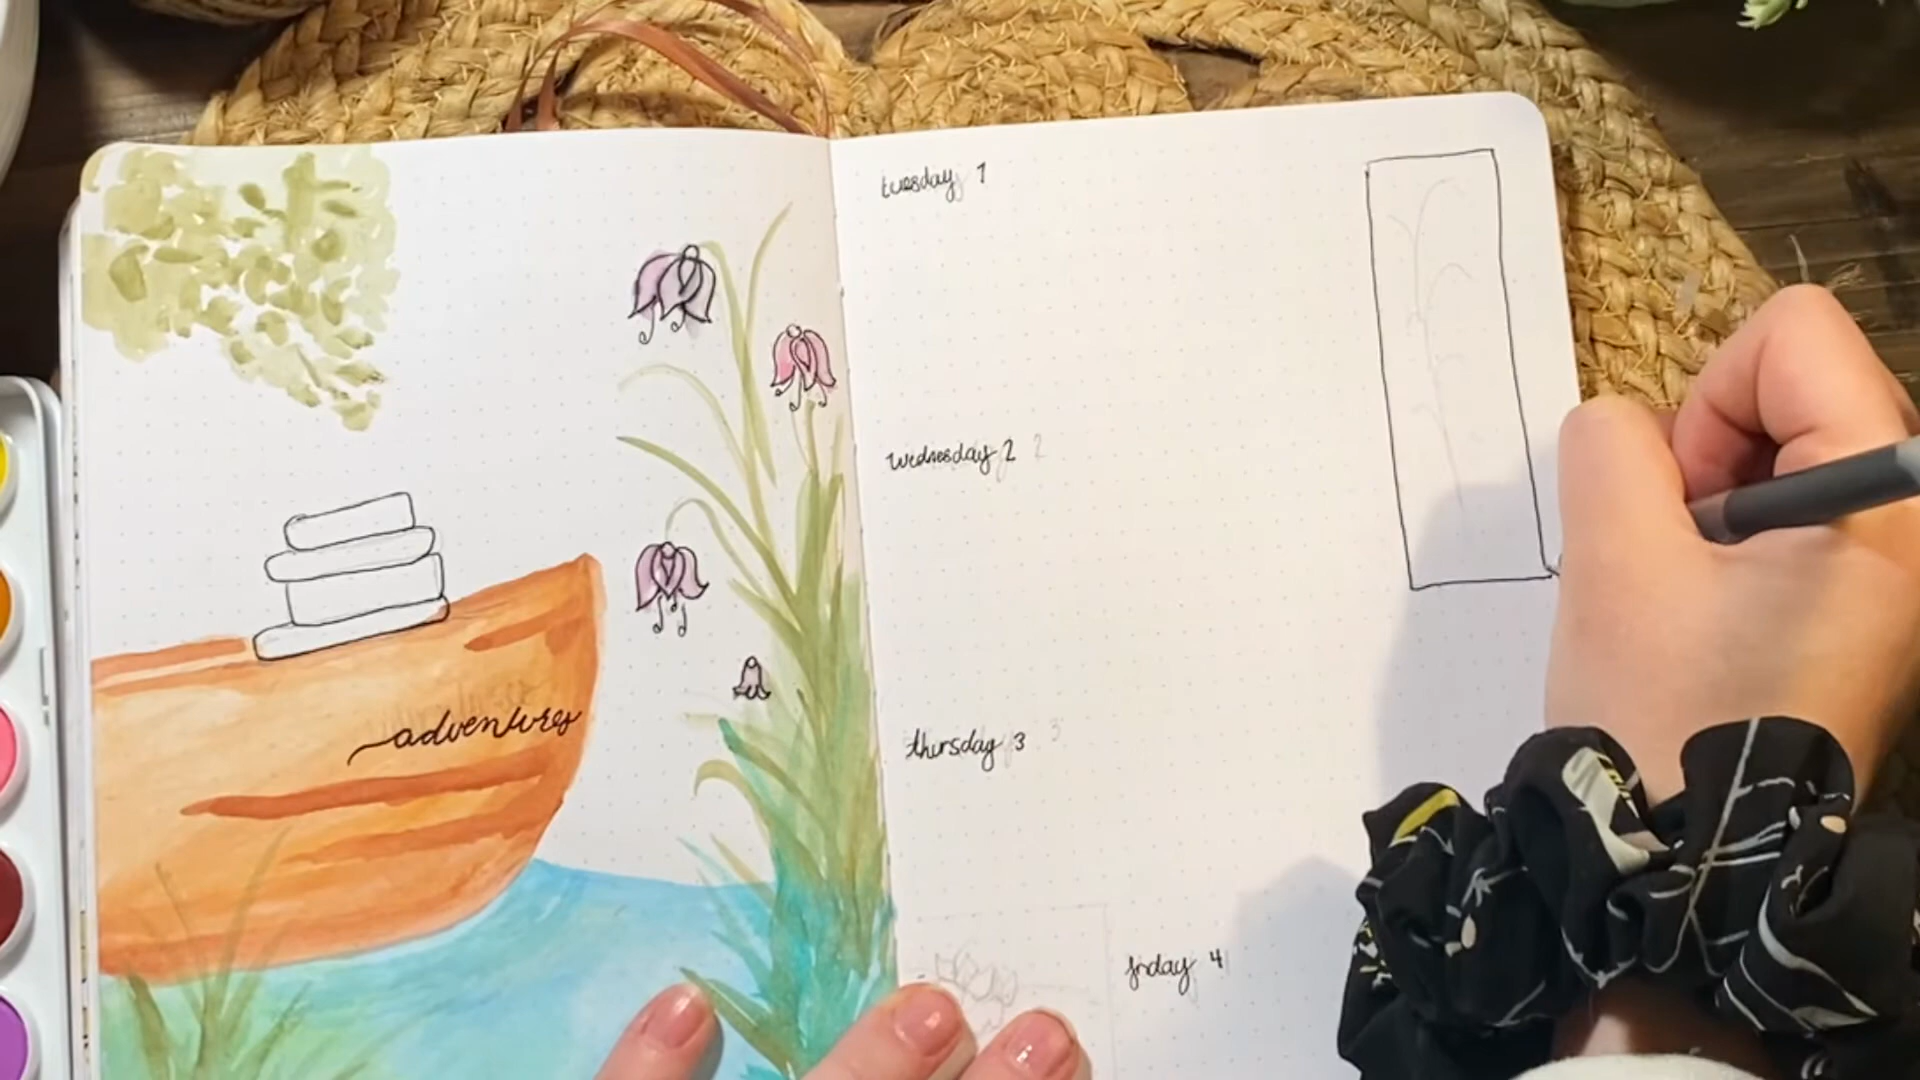 adventures
tuesday 1
wednesday 2
thursday 3
friday 4